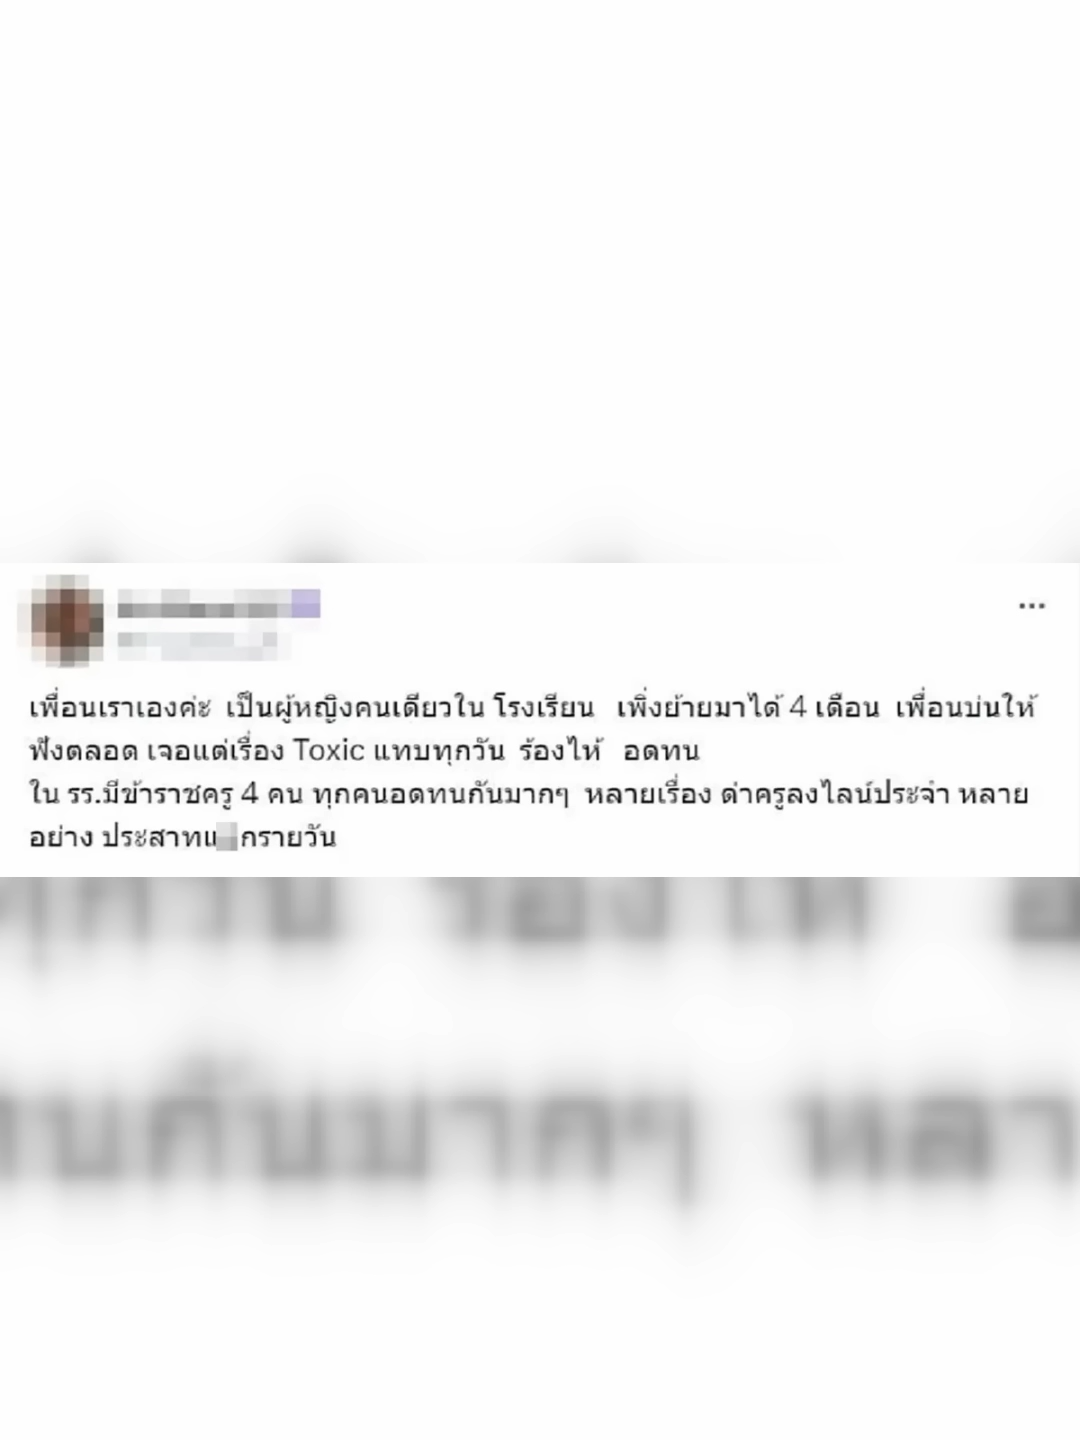 เพื่อนเราเองค่ะ เป็นผู้หญิงคนเดียวใน โรงเรียน เพิ่งย้ายมาได้ 4 เดือน เพื่อนบ่นให้
ฟังตลอด เจอแต่เรื่อง Toxic แทบทุกวัน ร้องไห้ อดทน
ใน รร.มีข้าราชครู 4 คน ทุกคนอดทนกันมากๆ หลายเรื่อง ด่าครูลงไลน์ประจำ หลาย
อย่าง ประสาทแ กรายวัน